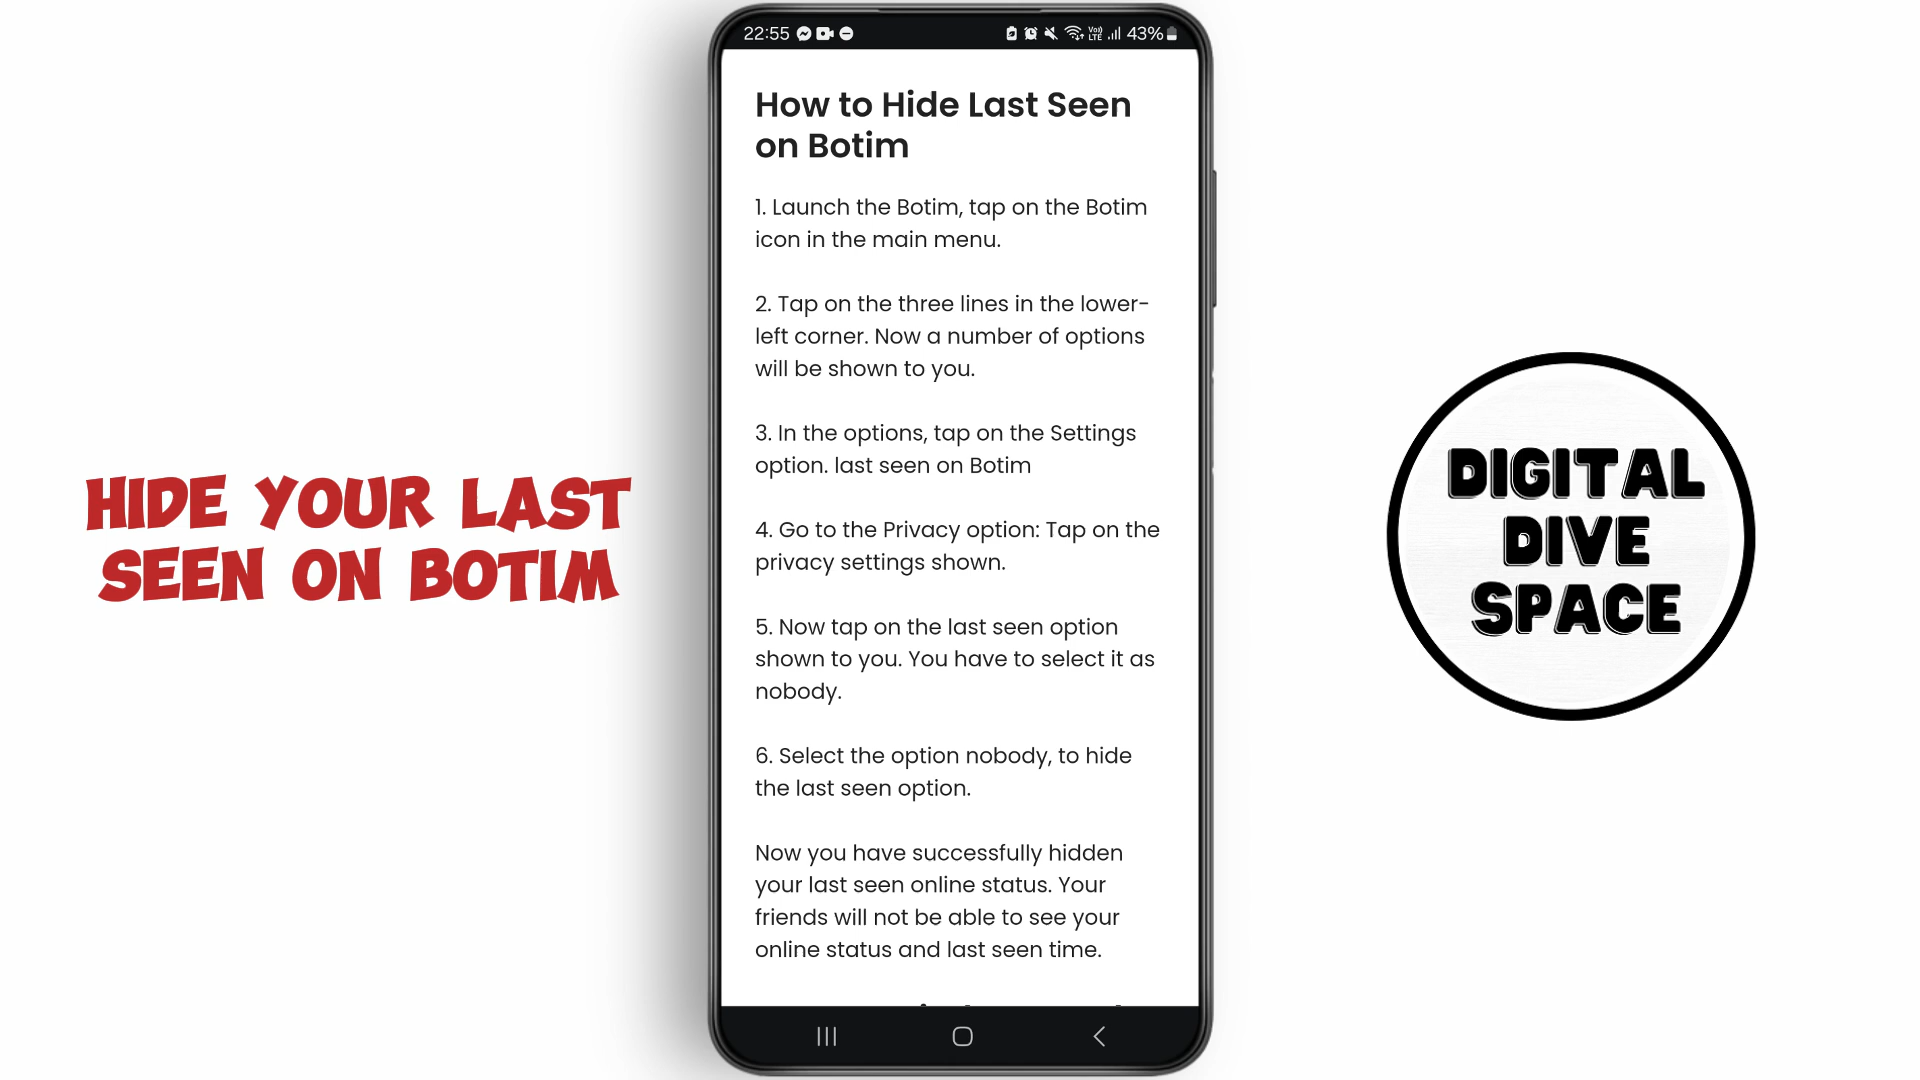 22:55
Vo)) LTE
43%
How to Hide Last Seen
on Botim
1. Launch the Botim, tap on the Botim
icon in the main menu.
2. Tap on the three lines in the lower-
left corner. Now a number of options
will be shown to you.
3. In the options, tap on the Settings
option. last seen on Botim
4. Go to the Privacy option: Tap on the
privacy settings shown.
5. Now tap on the last seen option
shown to you. You have to select it as
nobody.
6. Select the option nobody, to hide
the last seen option.
Now you have successfully hidden
your last seen online status. Your
friends will not be able to see your
online status and last seen time.
HIDE YOUR LAST
SEEN ON BOTIM
DIGITAL
DIVE
SPACE